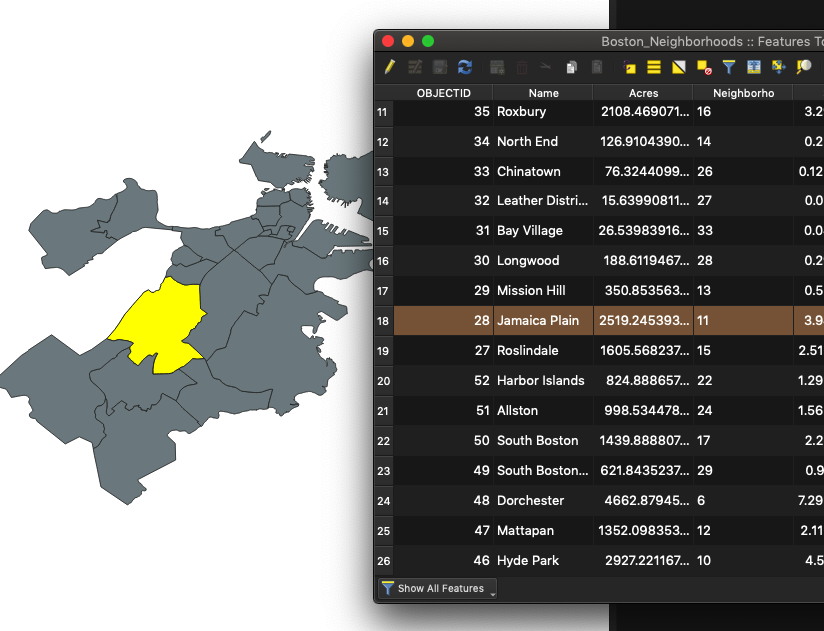 Boston_Neighborhoods :: Features To
OBJECTID Name Acres Neighborho
11 35 Roxbury 2108.469071... 16 3.2
12 34 North End 126.9104390... 14 0.2
13 33 Chinatown 76.3244099... 26 0.12
14 32 Leather Distri... 15.63990811... 27 0.0
15 31 Bay Village 26.53983916... 33 0.0
16 30 Longwood 188.6119467... 28 0.2
17 29 Mission Hill 350.853563... 13 0.5
18 28 Jamaica Plain 2519.245393... 11 3.9
19 27 Roslindale 1605.568237... 15 2.51
20 52 Harbor Islands 824.888657... 22 1.29
21 51 Allston 998.534478... 24 1.56
22 50 South Boston 1439.888807... 17 2.2
23 49 South Boston... 621.8435237... 29 0.9
24 48 Dorchester 4662.87945... 6 7.29
25 47 Mattapan 1352.098353... 12 2.11
26 46 Hyde Park 2927.221167... 10 4.5
Show All Features